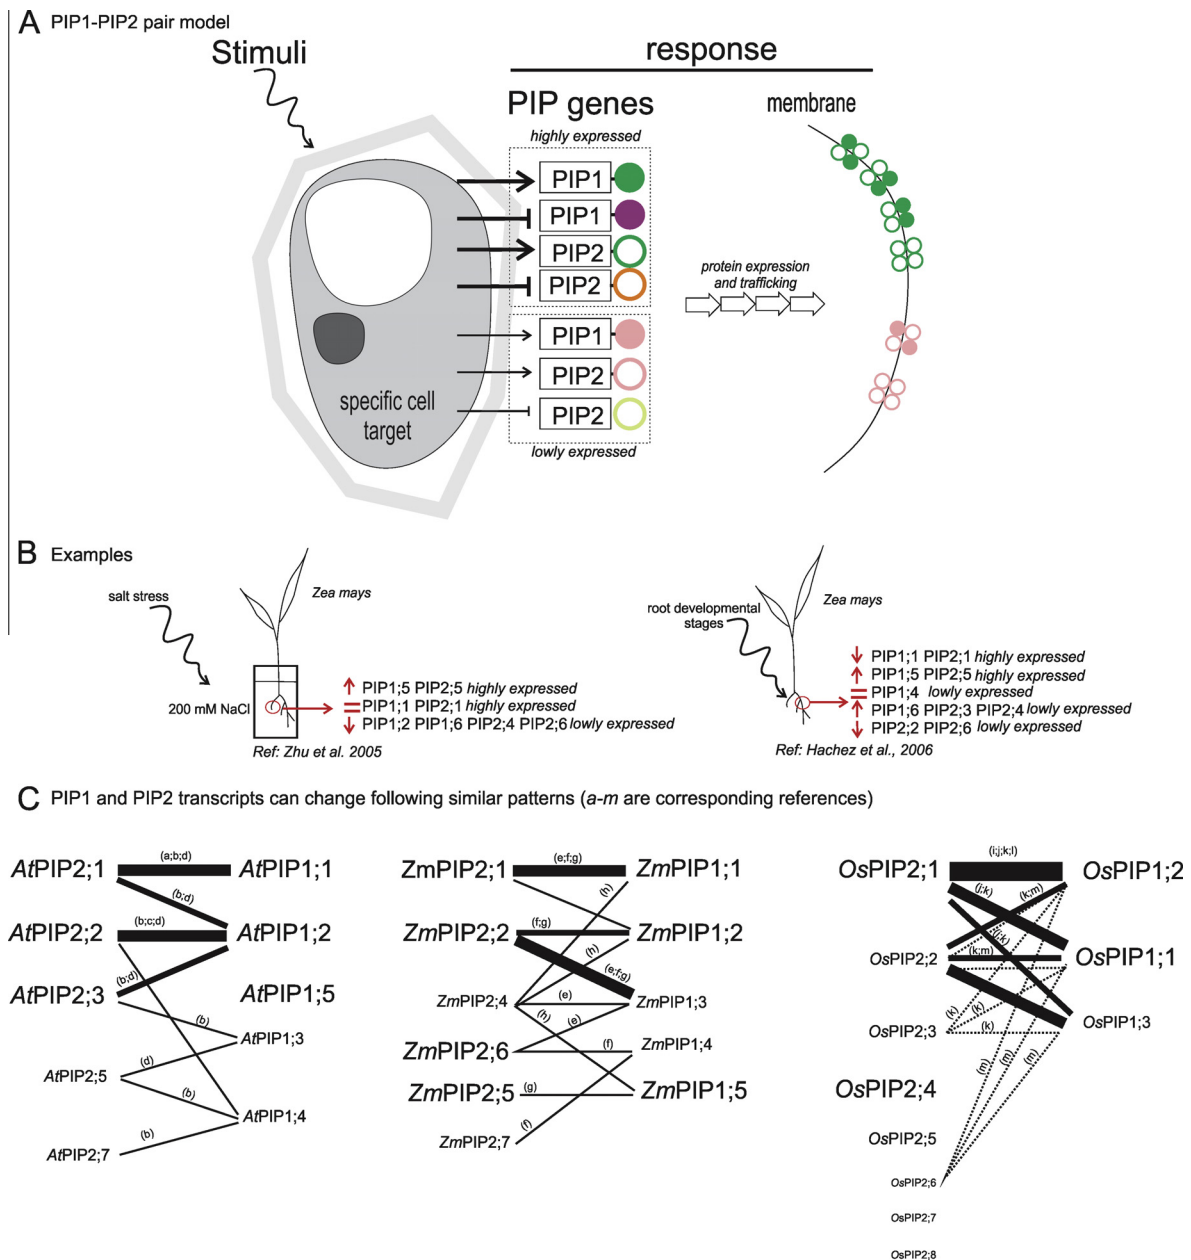 A PIP1-PIP2 pair model
Stimuli
response
PIP genes
membrane
highly expressed
PIP1
PIP1
PIP2
PIP2
protein expression
and trafficking
PIP1
PIP2
PIP2
lowly expressed
specific cell
target
B Examples
salt stress
Zea mays
200 mM NaCl
PIP1;5 PIP2;5 highly expressed
PIP1;1 PIP2;1 highly expressed
PIP1;2 PIP1;6 PIP2;4 PIP2;6 lowly expressed
Ref: Zhu et al. 2005
root developmental
stages
Zea mays
PIP1;1 PIP2;1 highly expressed
PIP1;5 PIP2;5 highly expressed
PIP1;4 lowly expressed
PIP1;6 PIP2;3 PIP2;4 lowly expressed
PIP2;2 PIP2;6 lowly expressed
Ref: Hachez et al., 2006
C PIP1 and PIP2 transcripts can change following similar patterns (a-m are corresponding references)
AtPIP2;1 (a;b;d) AtPIP1;1
(b;d)
AtPIP2;2 (b;c;d) AtPIP1;2
(b;d)
AtPIP2;3 AtPIP1;5
(b) AtPIP1;3
(d)
AtPIP2;5
(b)
AtPIP1;4
(b)
AtPIP2;7
ZmPIP2;1 (e;f;g) ZmPIP1;1
(h)
ZmPIP2;2 (f;g) ZmPIP1;2
(h)
(e;f;g)
ZmPIP2;4 (e) ZmPIP1;3
(h) (e)
ZmPIP2;6 (f) ZmPIP1;4
ZmPIP2;5 (g) ZmPIP1;5
(f)
ZmPIP2;7
OsPIP2;1 (i;j;k;l) OsPIP1;2
(j;k) (k;m)
(j;k)
OsPIP2;2 (k;m) OsPIP1;1
(k) (k)
OsPIP2;3 (k) OsPIP1;3
(m) (m) (m)
OsPIP2;4
OsPIP2;5
OsPIP2;6
OsPIP2;7
OsPIP2;8